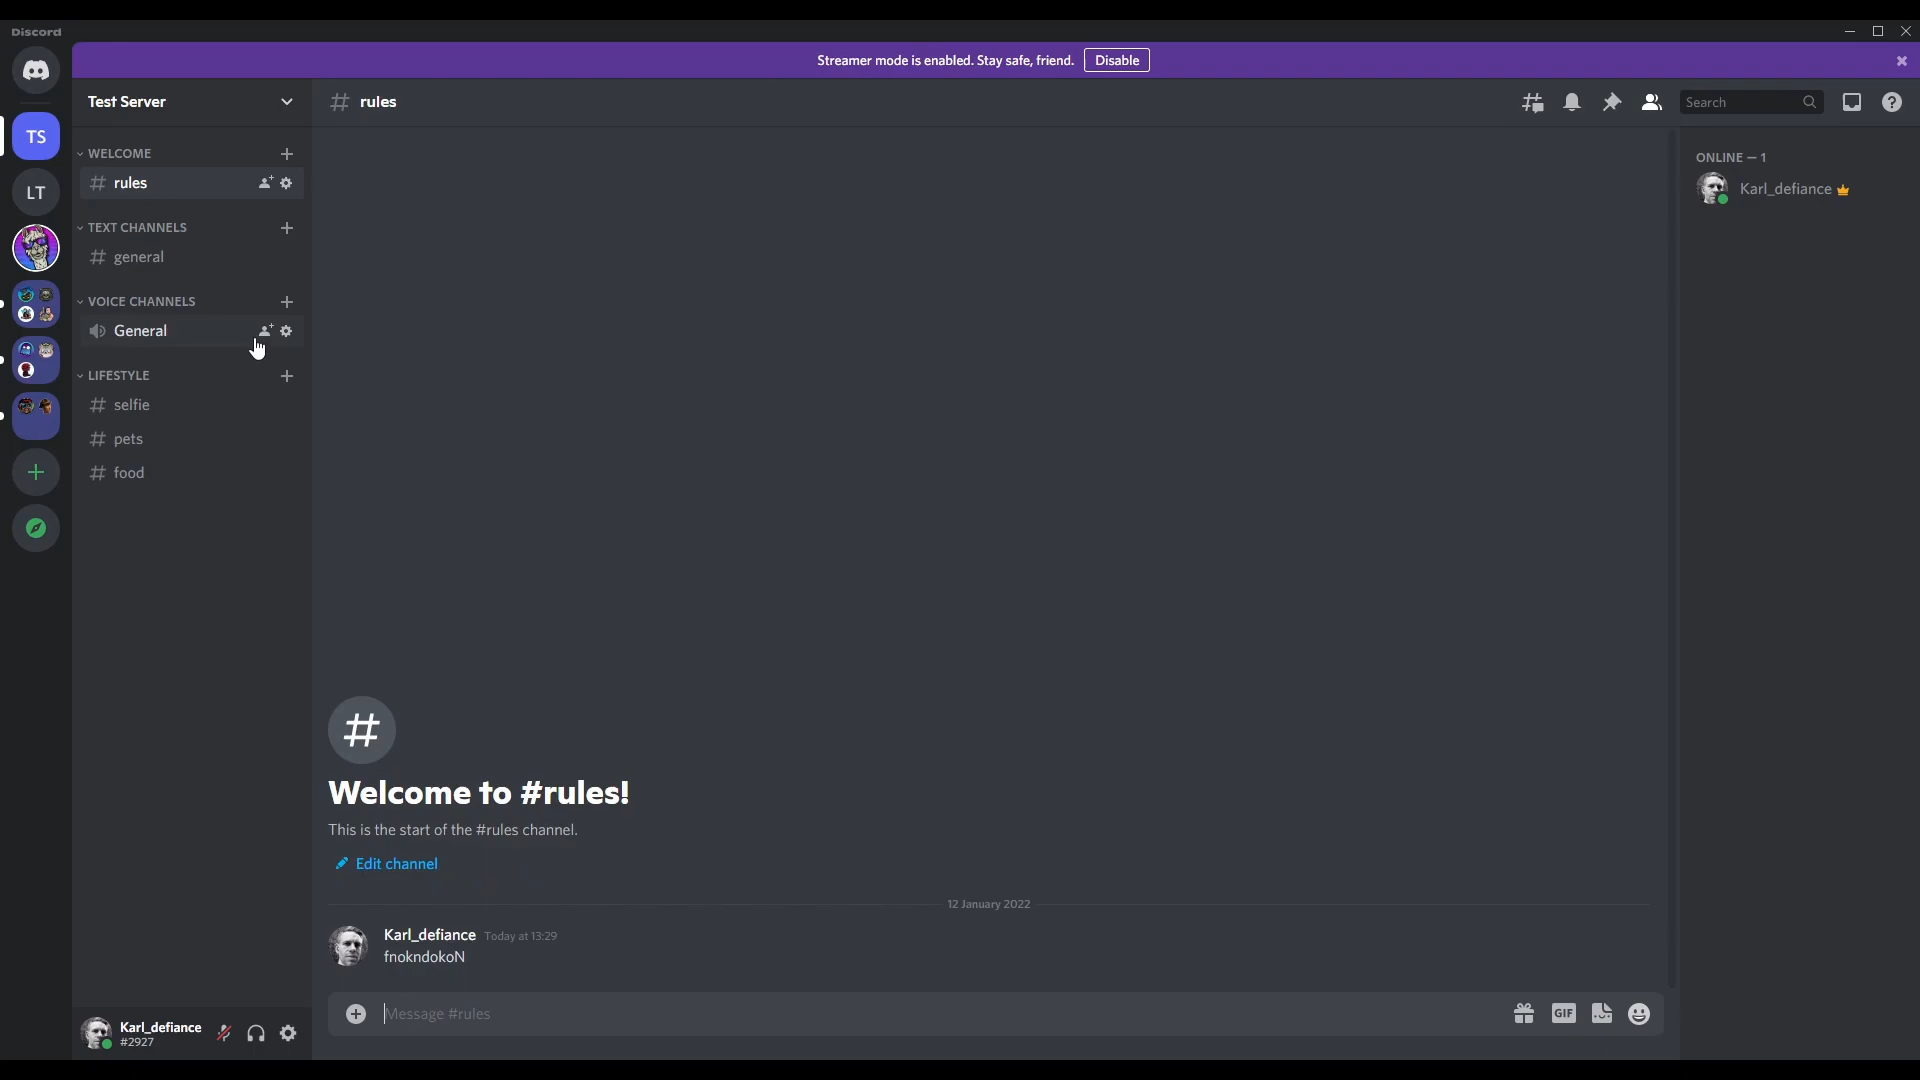 Discord
Streamer mode is enabled. Stay safe, friend. Disable
Test Server
# rules
Search
TS
LT
WELCOME
# rules
TEXT CHANNELS
# general
VOICE CHANNELS
General
LIFESTYLE
# selfie
# pets
# food
ONLINE — 1
Karl_defiance
#
Welcome to #rules!
This is the start of the #rules channel.
Edit channel
12 January 2022
Karl_defiance Today at 13:29
fnokndokoN
Message #rules
GIF
Karl_defiance
#2927